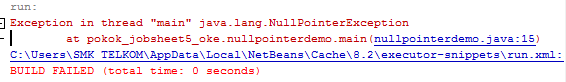 run:
Exception in thread "main" java.lang.NullPointerException
at pokok_jobsheet5_oke.nullpointerdemo.main(nullpointerdemo.java:15)
C:\Users\SMK TELKOM\AppData\Local\NetBeans\Cache\8.2\executor-snippets\run.xml:
BUILD FAILED (total time: 0 seconds)